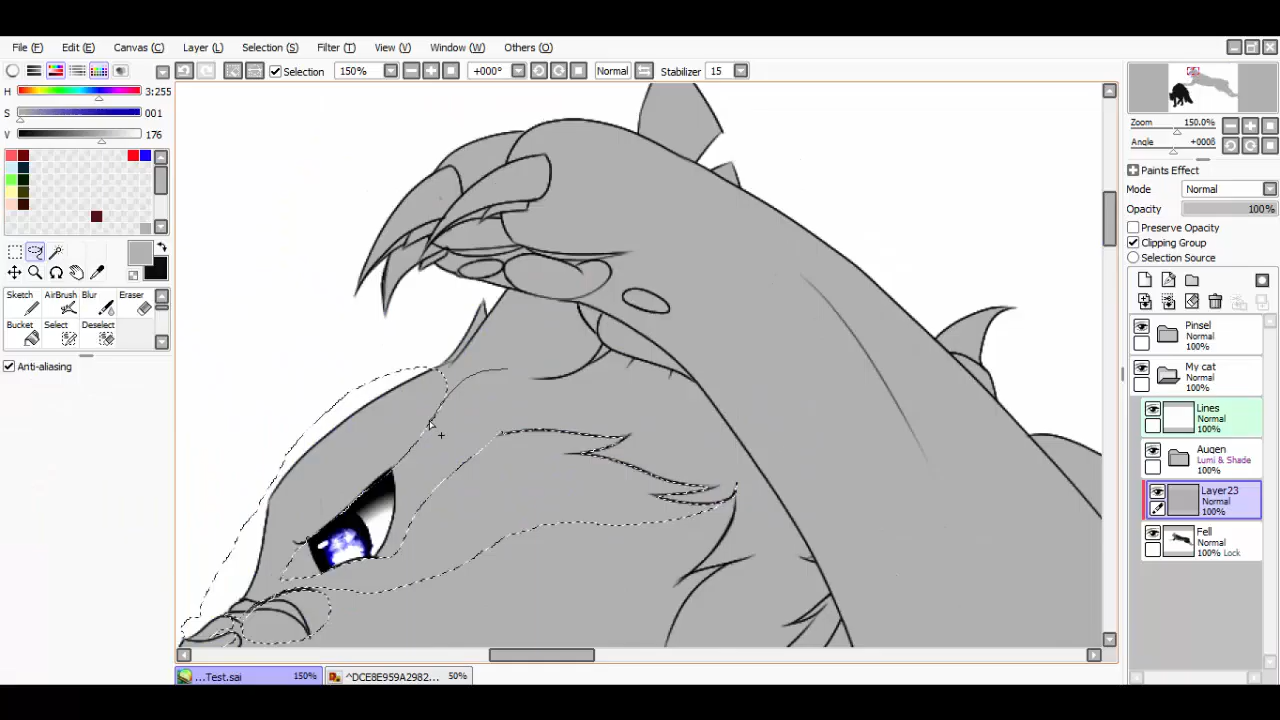 File (F) Edit (E) Canvas (C) Layer (L) Selection (S) Filter (T) View (V) Window (W) Others (O)
Selection 150% +000° Normal Stabilizer 15
H 3:255
S 001
V 176
Sketch AirBrush Blur Eraser
Bucket Select Deselect
Anti-aliasing
Zoom 150.0%
Angle +000ß
Paints Effect
Mode Normal
Opacity 100%
Preserve Opacity
Clipping Group
Selection Source
Pinsel
Normal
100%
My cat
Normal
100%
Lines
Normal
100%
Augen
Lumi & Shade
100%
Layer23
Normal
100%
Fell
Normal
100% Lock
...Test.sai 150% ^DCE8E959A2982... 50%